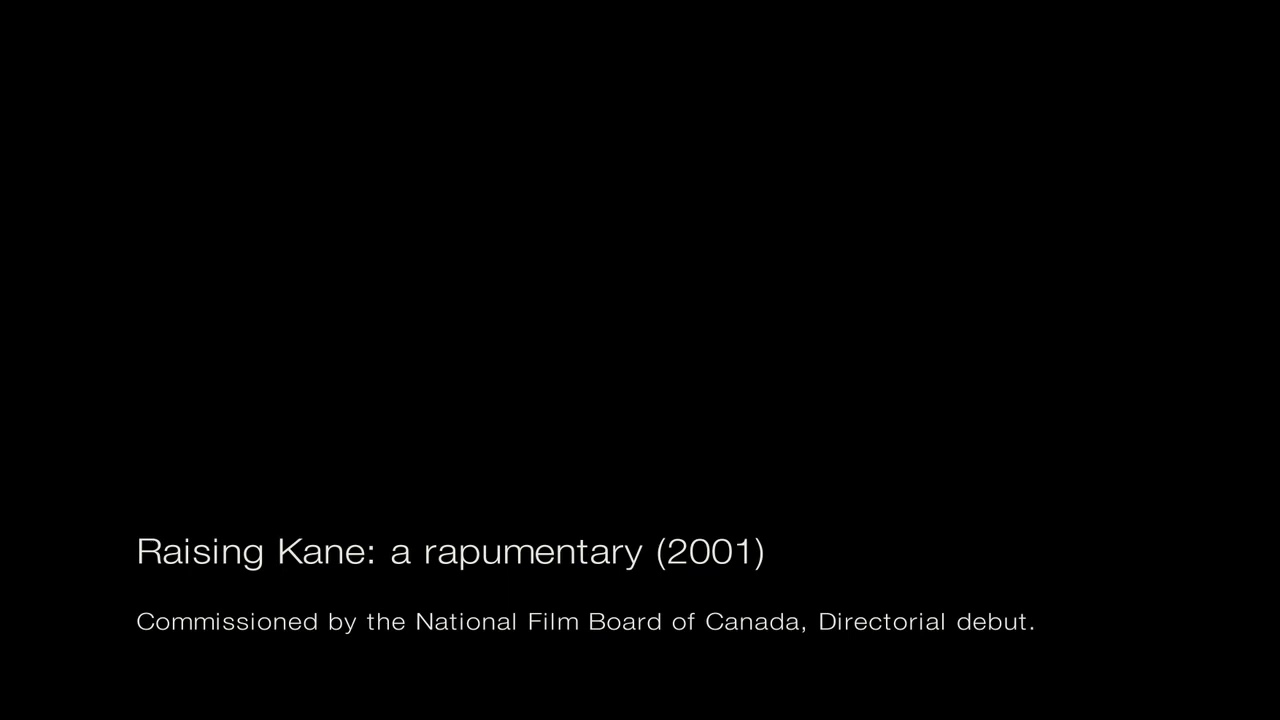 Raising Kane: a rapumentary (2001)
Commissioned by the National Film Board of Canada, Directorial debut.